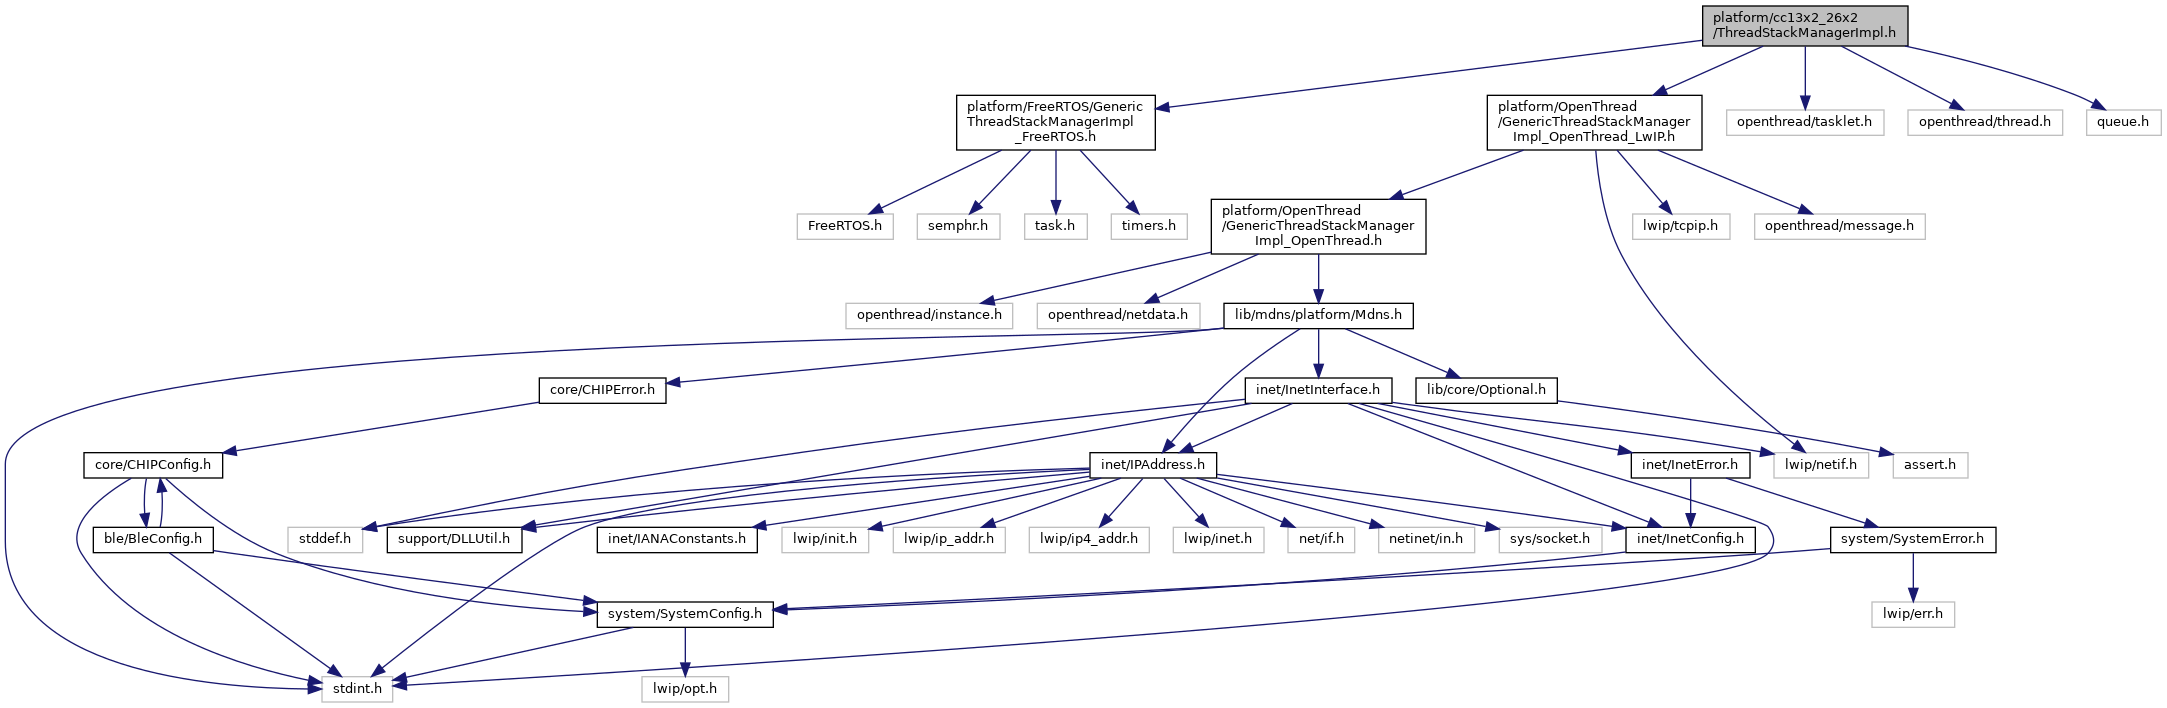 platform/cc13x2_26x2
/ThreadStackManagerImpl.h
platform/FreeRTOS/Generic
ThreadStackManagerImpl
_FreeRTOS.h
platform/OpenThread
/GenericThreadStackManager
Impl_OpenThread_LwIP.h
openthread/tasklet.h
openthread/thread.h
queue.h
FreeRTOS.h
semphr.h
task.h
timers.h
platform/OpenThread
/GenericThreadStackManager
Impl_OpenThread.h
lwip/tcpip.h
openthread/message.h
openthread/instance.h
openthread/netdata.h
lib/mdns/platform/Mdns.h
core/CHIPError.h
inet/InetInterface.h
lib/core/Optional.h
core/CHIPConfig.h
inet/IPAddress.h
inet/InetError.h
lwip/netif.h
assert.h
ble/BleConfig.h
stddef.h
support/DLLUtil.h
inet/IANAConstants.h
lwip/init.h
lwip/ip_addr.h
lwip/ip4_addr.h
lwip/inet.h
net/if.h
netinet/in.h
sys/socket.h
inet/InetConfig.h
system/SystemError.h
system/SystemConfig.h
lwip/err.h
stdint.h
lwip/opt.h